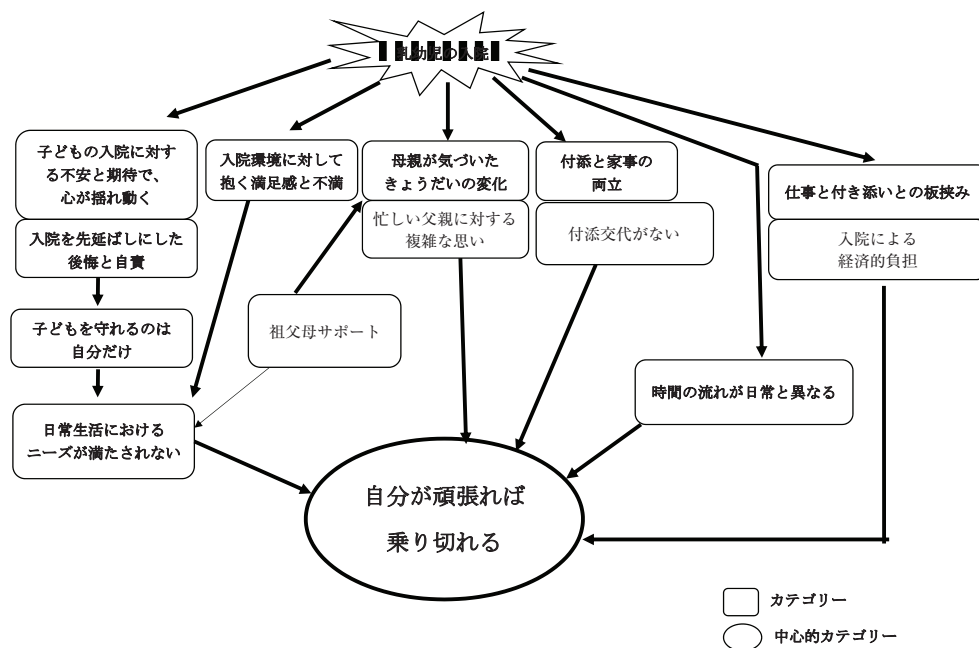 乳幼児の入院
子どもの入院に対す
る不安と期待で、
心が揺れ動く
入院を先延ばしにした
後悔と自責
子どもを守れるのは
自分だけ
日常生活における
ニーズが満たされない
入院環境に対して
抱く満足感と不満
祖父母サポート
母親が気づいた
きょうだいの変化
忙しい父親に対する
複雑な思い
付添と家事の
両立
付添交代がない
時間の流れが日常と異なる
仕事と付き添いとの板挟み
入院による
経済的負担
自分が頑張れば
乗り切れる
カテゴリー
中心的カテゴリー